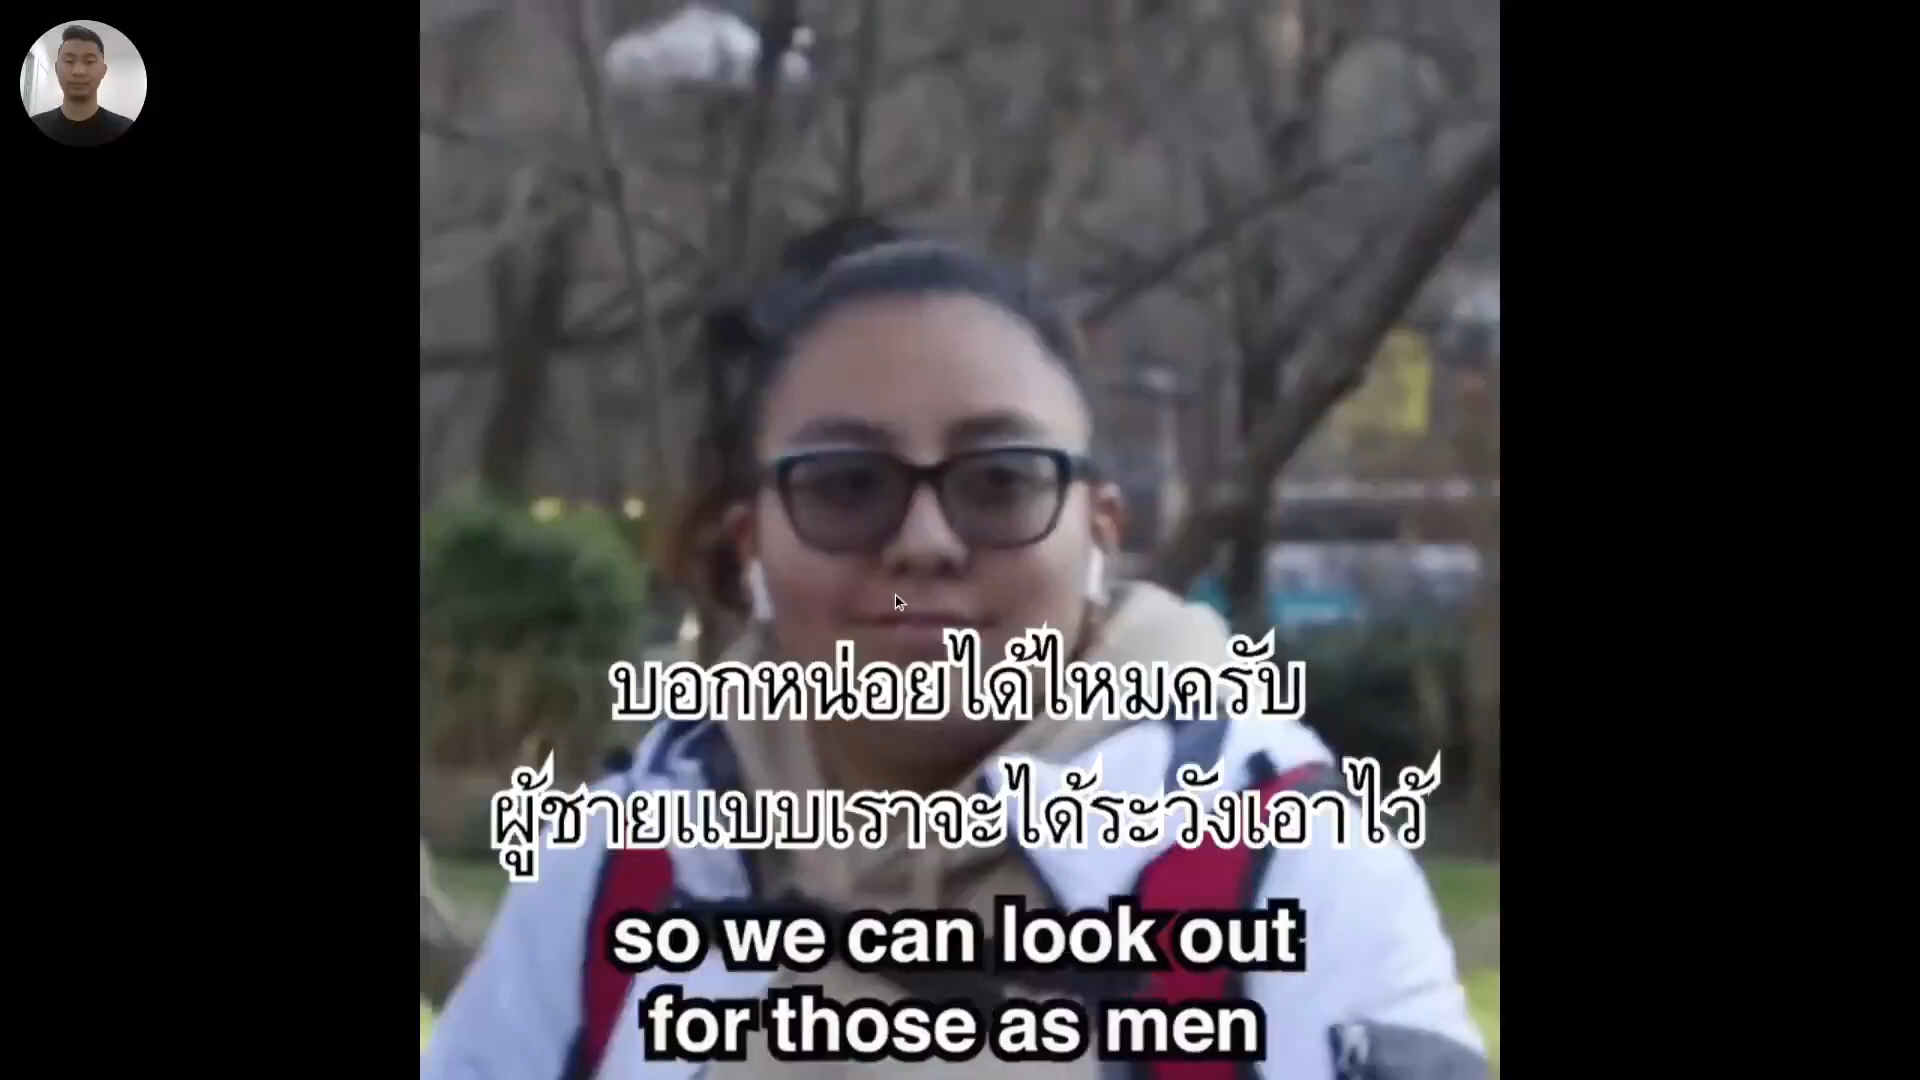 บอกหน่อยได้ไหมครับ
ผู้ชายแบบเราจะได้ระวังเอาไว้
so we can look out
for those as men